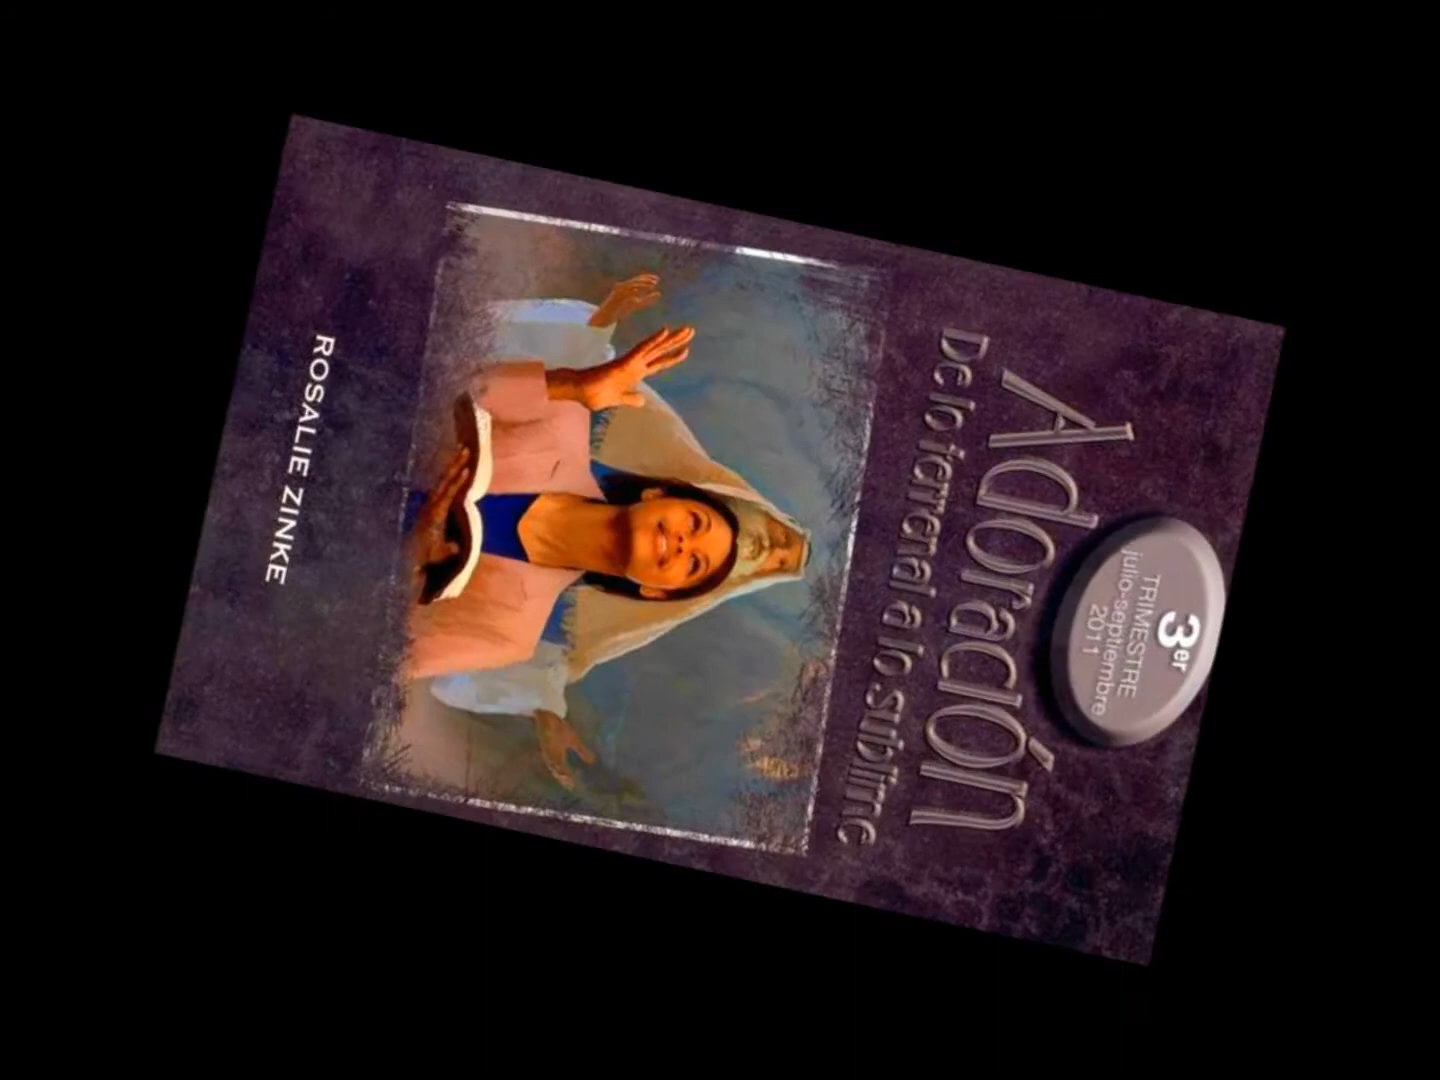 3er
TRIMESTRE
julio-septiembre
2011
Adoración
De lo terrenal a lo sublime
ROSALIE ZINKE